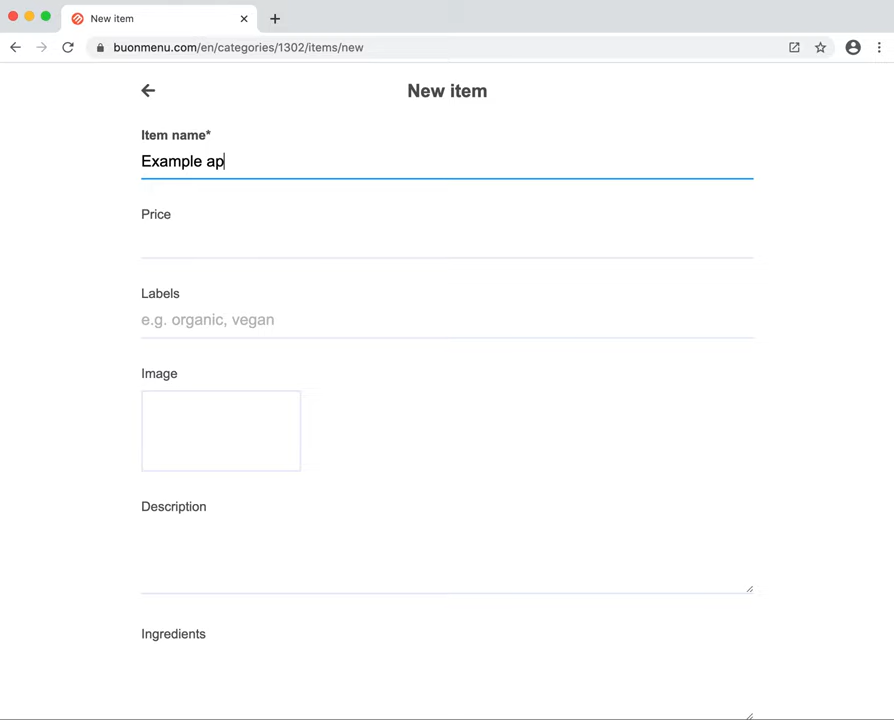 New item
buonmenu.com/en/categories/1302/items/new
New item
Item name*
Example ap
Price
Labels
e.g. organic, vegan
Image
Description
Ingredients